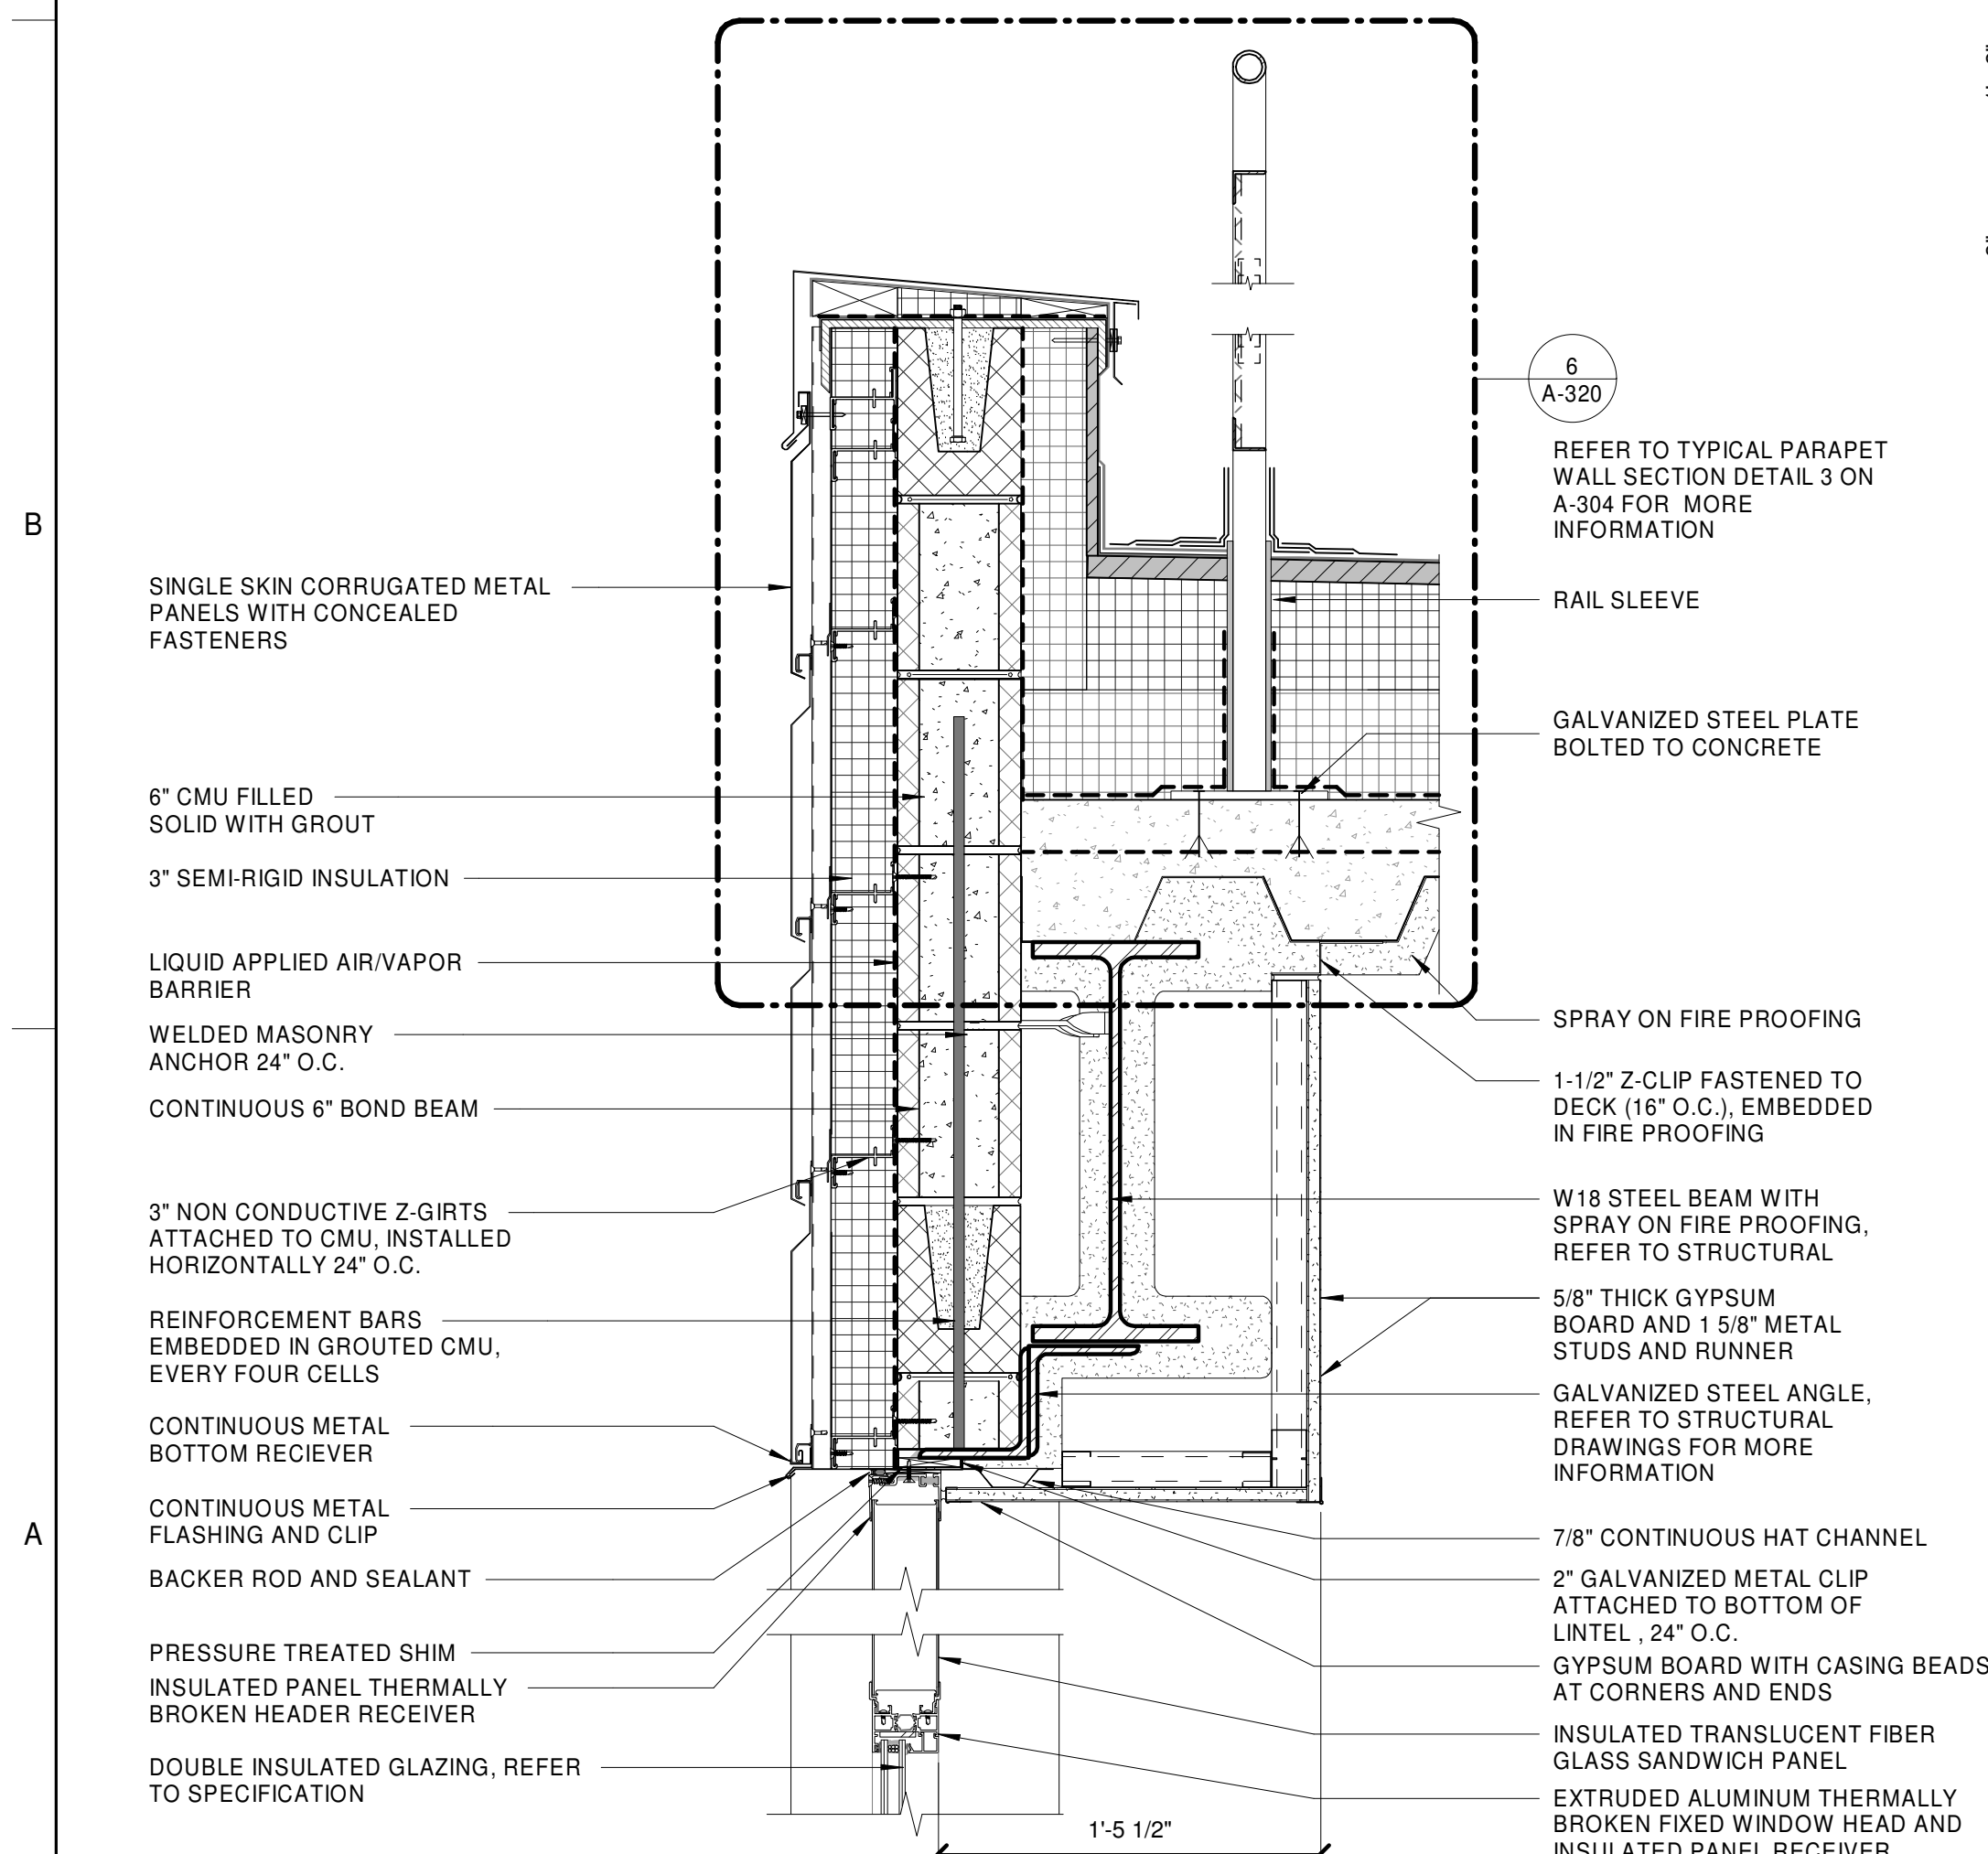 B
A
SINGLE SKIN CORRUGATED METAL
PANELS WITH CONCEALED
FASTENERS
6" CMU FILLED
SOLID WITH GROUT
3" SEMI-RIGID INSULATION
LIQUID APPLIED AIR/VAPOR
BARRIER
WELDED MASONRY
ANCHOR 24" O.C.
CONTINUOUS 6" BOND BEAM
3" NON CONDUCTIVE Z-GIRTS
ATTACHED TO CMU, INSTALLED
HORIZONTALLY 24" O.C.
REINFORCEMENT BARS
EMBEDDED IN GROUTED CMU,
EVERY FOUR CELLS
CONTINUOUS METAL
BOTTOM RECIEVER
CONTINUOUS METAL
FLASHING AND CLIP
BACKER ROD AND SEALANT
PRESSURE TREATED SHIM
INSULATED PANEL THERMALLY
BROKEN HEADER RECEIVER
DOUBLE INSULATED GLAZING, REFER
TO SPECIFICATION
1'-5 1/2"
6
A-320
REFER TO TYPICAL PARAPET
WALL SECTION DETAIL 3 ON
A-304 FOR MORE
INFORMATION
RAIL SLEEVE
GALVANIZED STEEL PLATE
BOLTED TO CONCRETE
SPRAY ON FIRE PROOFING
1-1/2" Z-CLIP FASTENED TO
DECK (16" O.C.), EMBEDDED
IN FIRE PROOFING
W18 STEEL BEAM WITH
SPRAY ON FIRE PROOFING,
REFER TO STRUCTURAL
5/8" THICK GYPSUM
BOARD AND 1 5/8" METAL
STUDS AND RUNNER
GALVANIZED STEEL ANGLE,
REFER TO STRUCTURAL
DRAWINGS FOR MORE
INFORMATION
7/8" CONTINUOUS HAT CHANNEL
2" GALVANIZED METAL CLIP
ATTACHED TO BOTTOM OF
LINTEL , 24" O.C.
GYPSUM BOARD WITH CASING BEADS
AT CORNERS AND ENDS
INSULATED TRANSLUCENT FIBER
GLASS SANDWICH PANEL
EXTRUDED ALUMINUM THERMALLY
BROKEN FIXED WINDOW HEAD AND
INSULATED PANEL RECEIVER